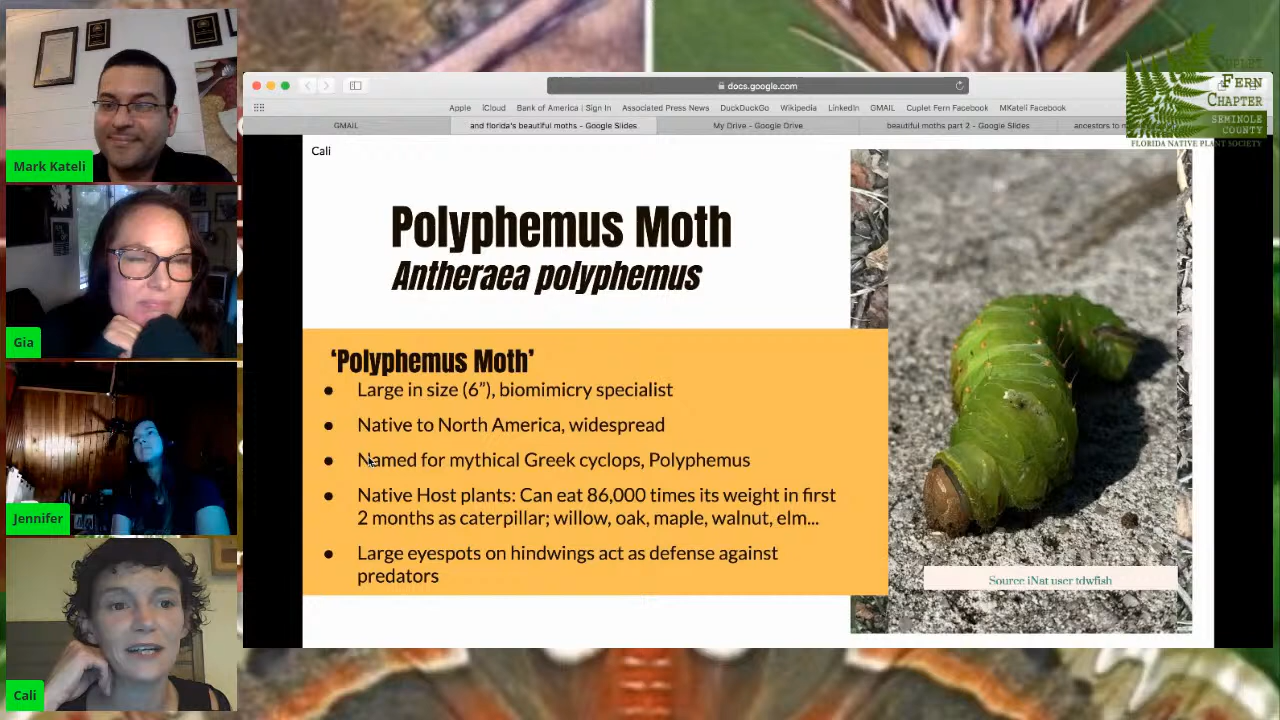 Mark Kateli
Gia
Jennifer
Cali
docs.google.com
Apple iCloud Bank of America | Sign In Associated Press News DuckDuckGo Wikipedia LinkedIn GMAIL Cuplet Fern Facebook MKateli Facebook
GMAIL and florida's beautiful moths - Google Slides My Drive - Google Drive beautiful moths part 2 - Google Slides ancestors to
Cuplet
Fern
Chapter
Seminole
County
Florida Native Plant Society
Cali
Polyphemus Moth
Antheraea polyphemus
‘Polyphemus Moth’
● Large in size (6”), biomimicry specialist
● Native to North America, widespread
● Named for mythical Greek cyclops, Polyphemus
● Native Host plants: Can eat 86,000 times its weight in first
2 months as caterpillar; willow, oak, maple, walnut, elm...
● Large eyespots on hindwings act as defense against
predators
Source iNat user tdwfish